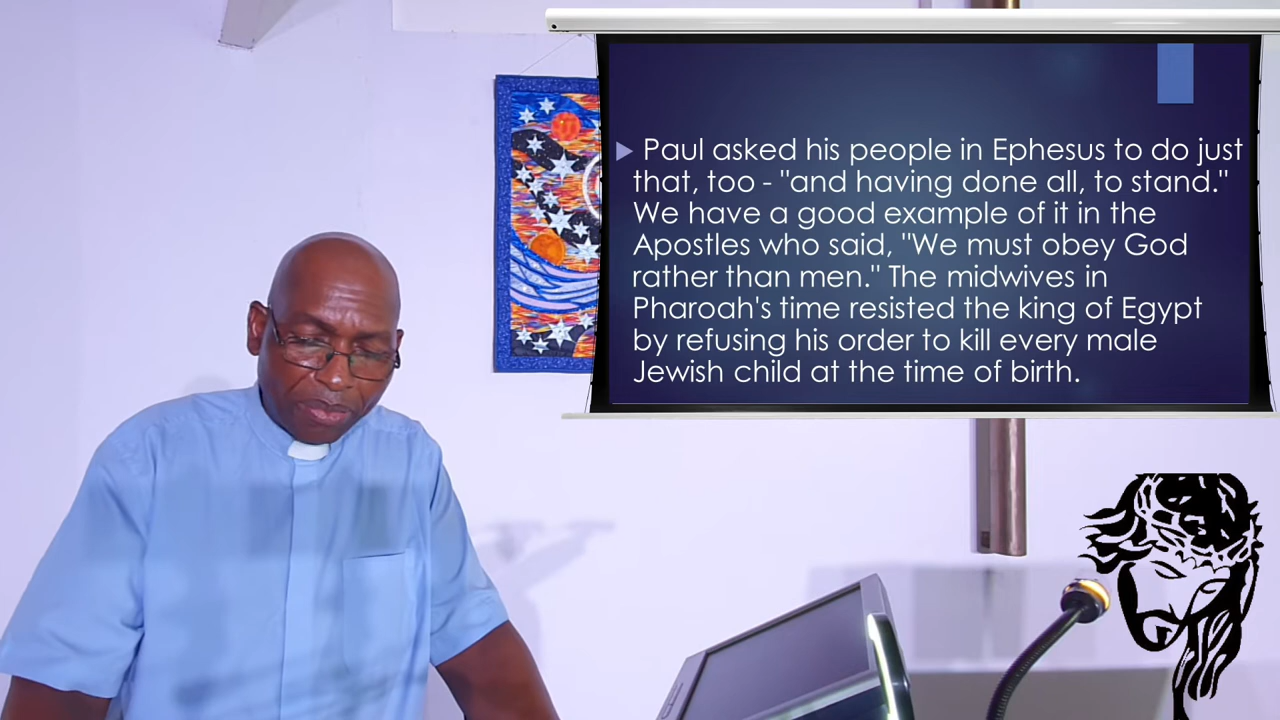 Paul asked his people in Ephesus to do just
that, too - "and having done all, to stand."
We have a good example of it in the
Apostles who said, "We must obey God
rather than men." The midwives in
Pharoah's time resisted the king of Egypt
by refusing his order to kill every male
Jewish child at the time of birth.